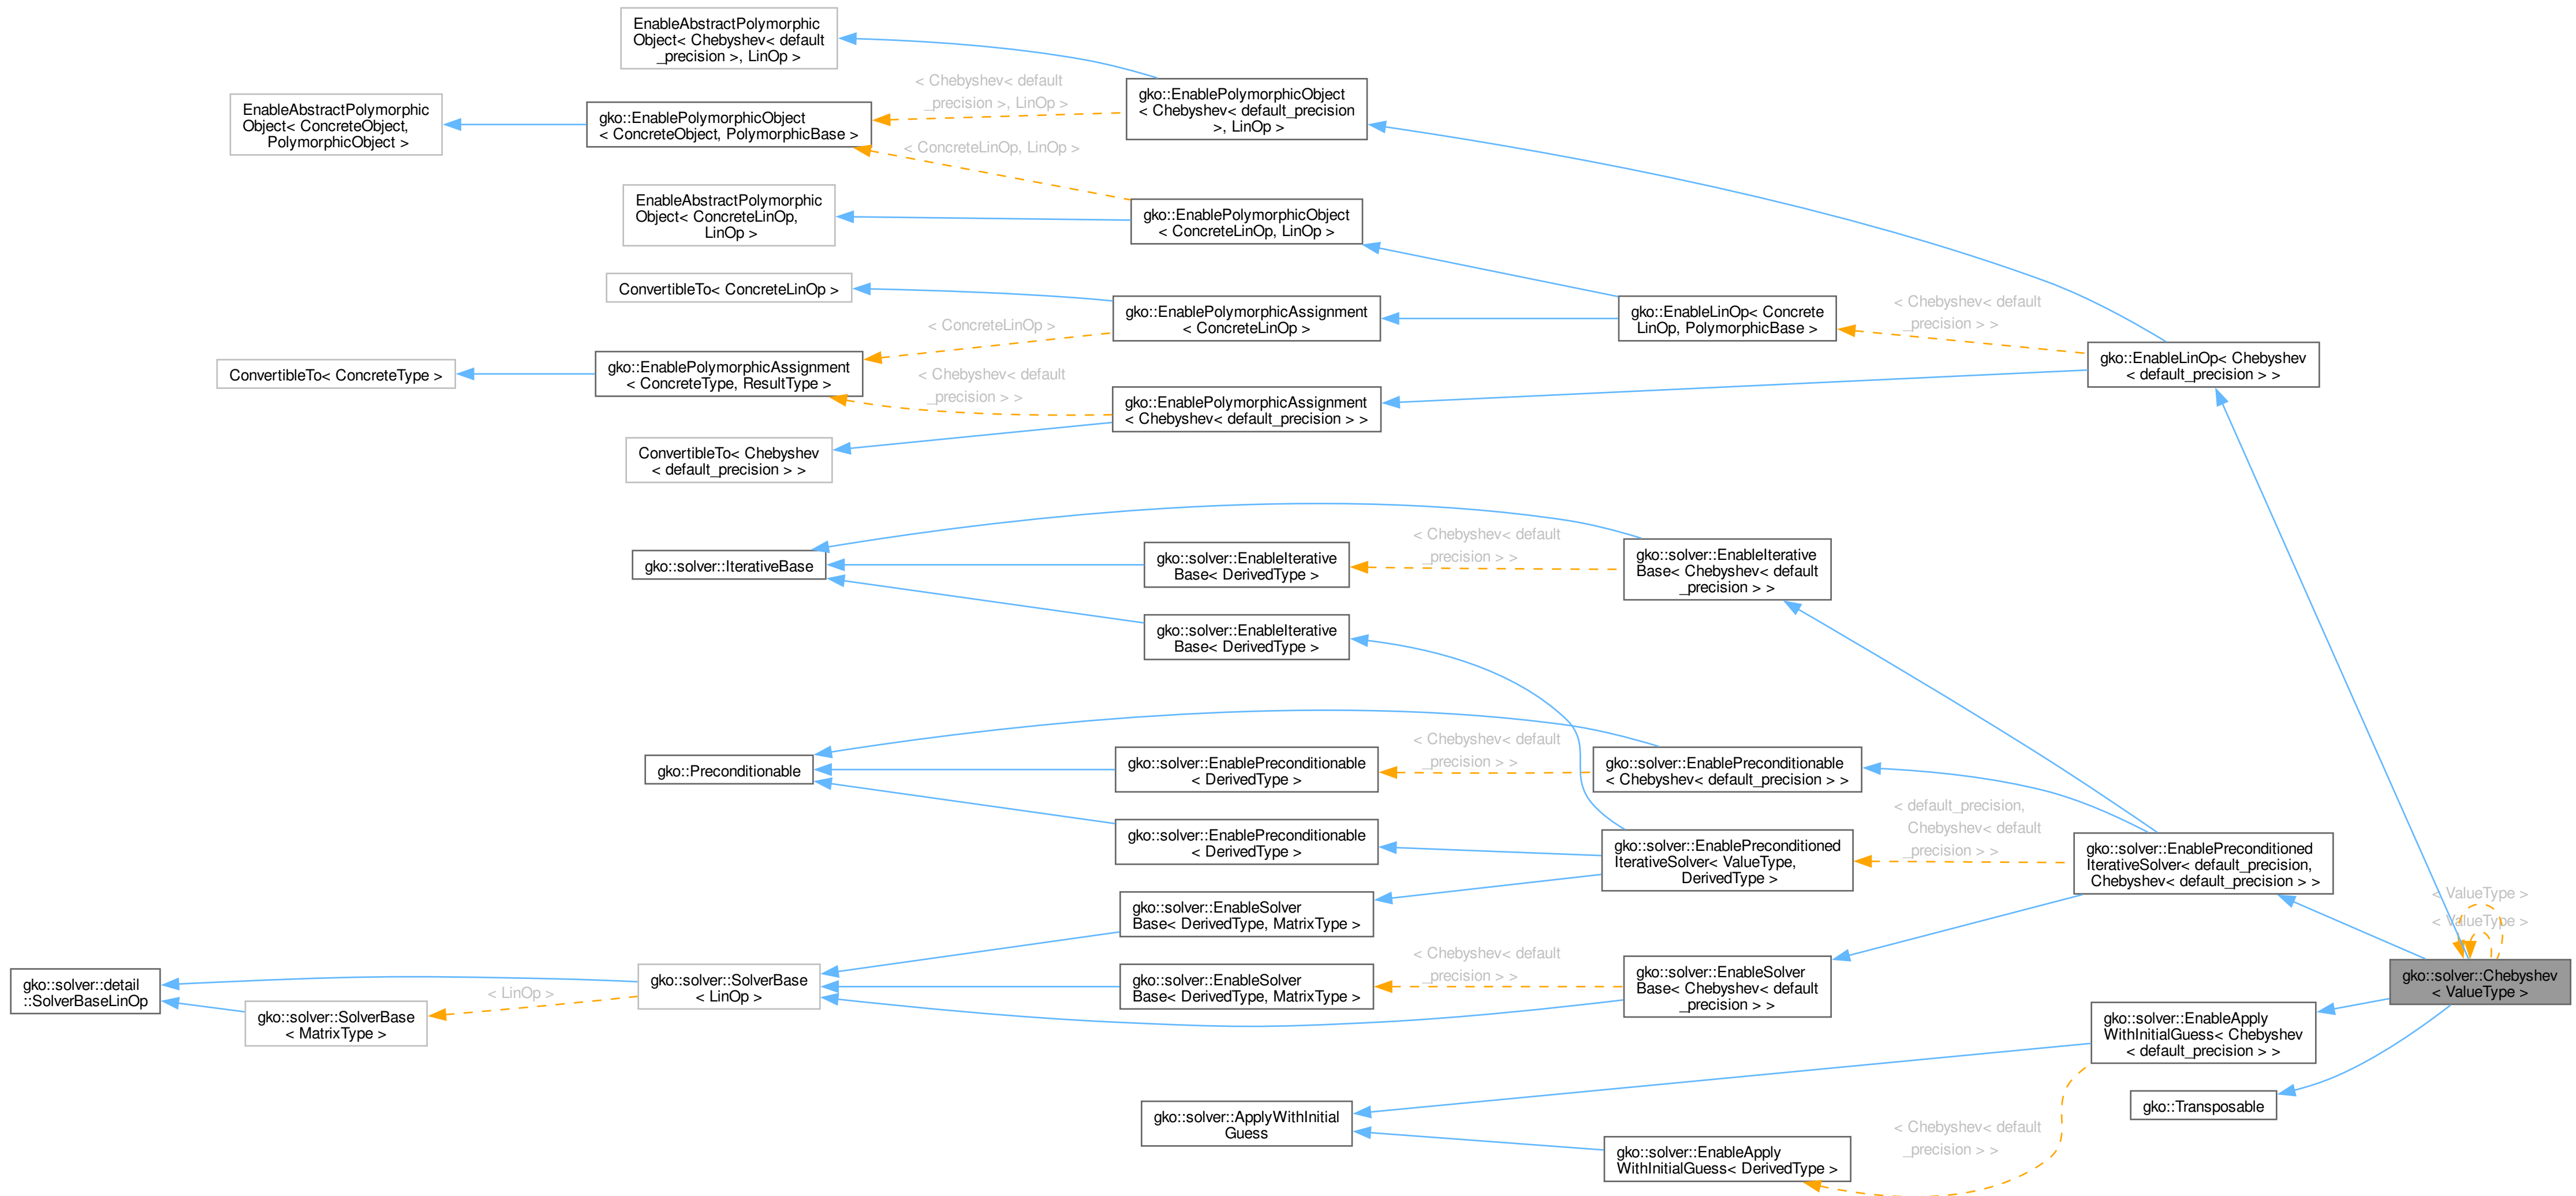 EnableAbstractPolymorphic
Object< Chebyshev< default
_precision >, LinOp >
EnableAbstractPolymorphic
Object< ConcreteObject,
PolymorphicObject >
gko::EnablePolymorphicObject
< ConcreteObject, PolymorphicBase >
< Chebyshev< default
_precision >, LinOp >
gko::EnablePolymorphicObject
< Chebyshev< default_precision
>, LinOp >
< ConcreteLinOp, LinOp >
EnableAbstractPolymorphic
Object< ConcreteLinOp,
LinOp >
gko::EnablePolymorphicObject
< ConcreteLinOp, LinOp >
ConvertibleTo< ConcreteLinOp >
gko::EnablePolymorphicAssignment
< ConcreteLinOp >
gko::EnableLinOp< Concrete
LinOp, PolymorphicBase >
< Chebyshev< default
_precision > >
gko::EnableLinOp< Chebyshev
< default_precision > >
< ConcreteLinOp >
ConvertibleTo< ConcreteType >
gko::EnablePolymorphicAssignment
< ConcreteType, ResultType >
< Chebyshev< default
_precision > >
gko::EnablePolymorphicAssignment
< Chebyshev< default_precision > >
ConvertibleTo< Chebyshev
< default_precision > >
gko::solver::IterativeBase
gko::solver::EnableIterative
Base< DerivedType >
< Chebyshev< default
_precision > >
gko::solver::EnableIterative
Base< Chebyshev< default
_precision > >
gko::solver::EnableIterative
Base< DerivedType >
gko::Preconditionable
gko::solver::EnablePreconditionable
< DerivedType >
< Chebyshev< default
_precision > >
gko::solver::EnablePreconditionable
< Chebyshev< default_precision > >
gko::solver::EnablePreconditionable
< DerivedType >
gko::solver::EnablePreconditioned
IterativeSolver< ValueType,
DerivedType >
< default_precision,
Chebyshev< default
_precision > >
gko::solver::EnablePreconditioned
IterativeSolver< default_precision,
Chebyshev< default_precision > >
gko::solver::EnableSolver
Base< DerivedType, MatrixType >
< ValueType >
< ValueType >
gko::solver::detail
::SolverBaseLinOp
gko::solver::SolverBase
< MatrixType >
< LinOp >
gko::solver::SolverBase
< LinOp >
gko::solver::EnableSolver
Base< DerivedType, MatrixType >
< Chebyshev< default
_precision > >
gko::solver::EnableSolver
Base< Chebyshev< default
_precision > >
gko::solver::Chebyshev
< ValueType >
gko::solver::EnableApply
WithInitialGuess< Chebyshev
< default_precision > >
gko::Transposable
gko::solver::ApplyWithInitial
Guess
gko::solver::EnableApply
WithInitialGuess< DerivedType >
< Chebyshev< default
_precision > >